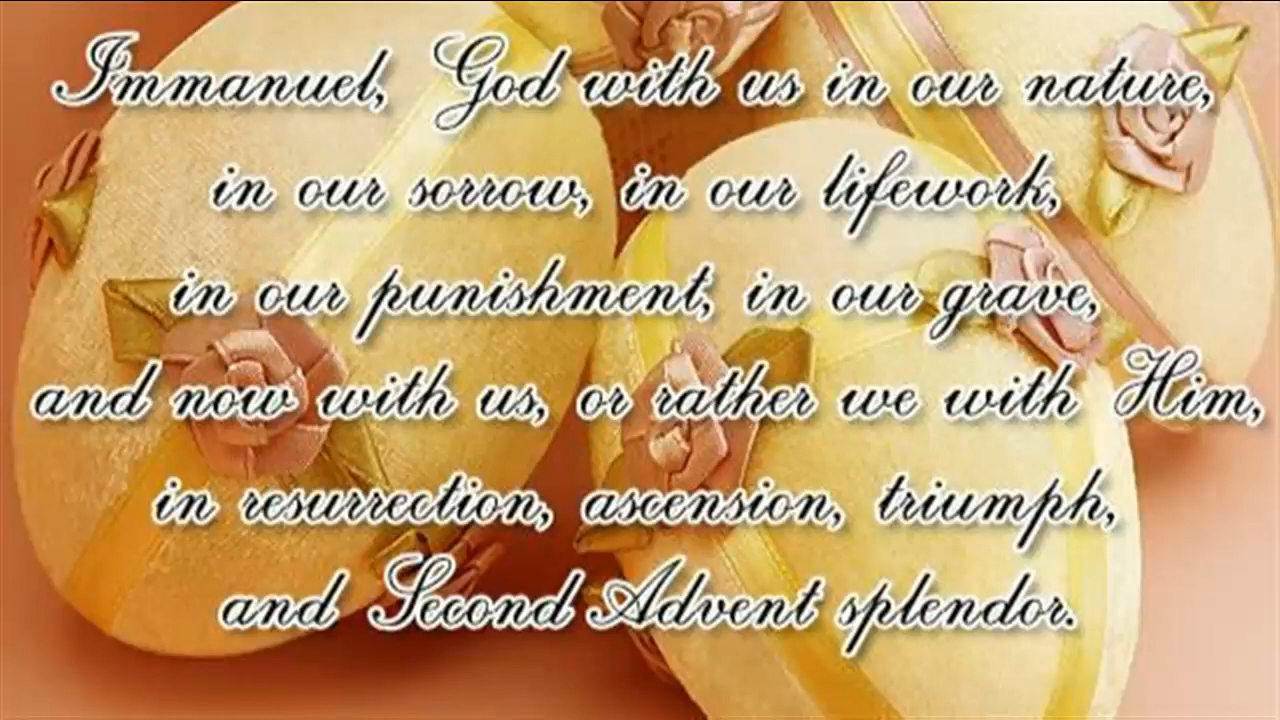 Immanuel, God with us in our nature,
in our sorrow, in our lifework,
in our punishment, in our grave,
and now with us, or rather we with Him,
in resurrection, ascension, triumph,
and Second Advent splendor.